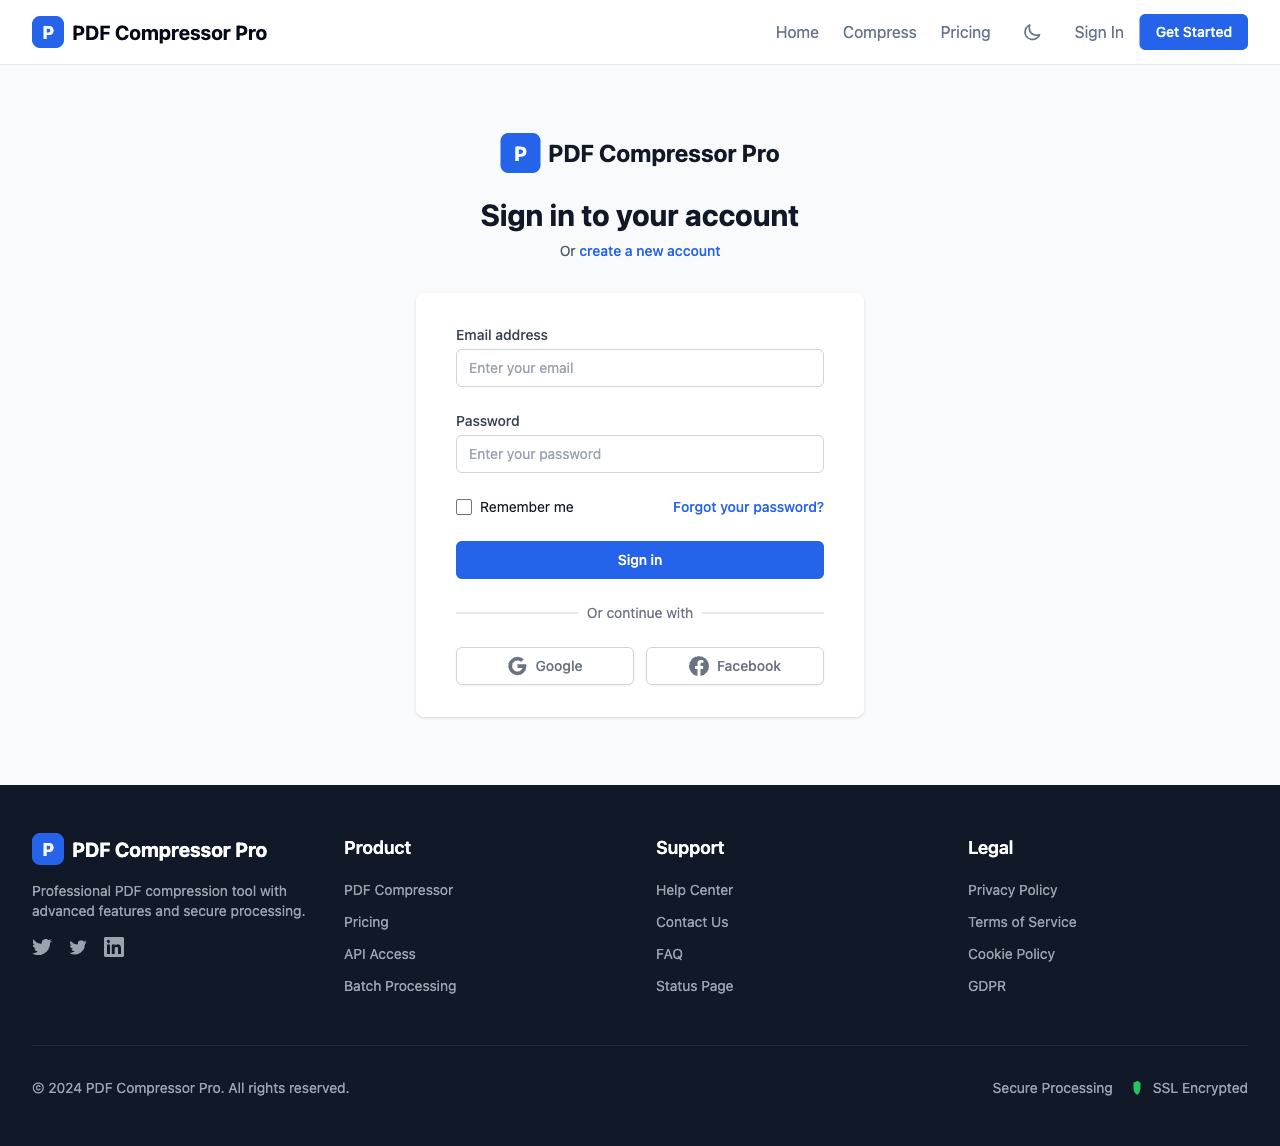 P PDF Compressor Pro
Home Compress Pricing Sign In Get Started
P PDF Compressor Pro
Sign in to your account
Or create a new account
Email address
Enter your email
Password
Enter your password
Remember me Forgot your password?
Sign in
Or continue with
Google Facebook
P PDF Compressor Pro
Professional PDF compression tool with
advanced features and secure processing.
Product
PDF Compressor
Pricing
API Access
Batch Processing
Support
Help Center
Contact Us
FAQ
Status Page
Legal
Privacy Policy
Terms of Service
Cookie Policy
GDPR
© 2024 PDF Compressor Pro. All rights reserved.
Secure Processing SSL Encrypted